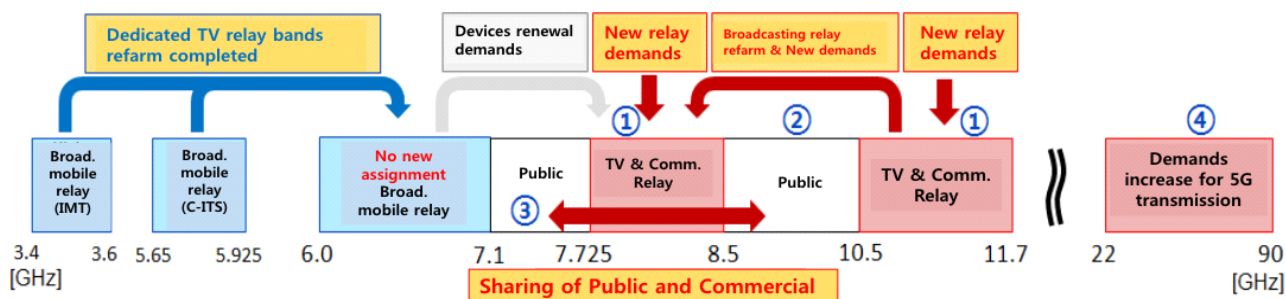 Dedicated TV relay bands
refarm completed
Devices renewal
demands
New relay
demands
Broadcasting relay
refarm & New demands
New relay
demands
①
②
①
④
Broad.
mobile
relay
(IMT)
Broad.
mobile
relay
(C-ITS)
No new
assignment
Broad.
mobile relay
Public
③
TV & Comm.
Relay
Public
TV & Comm.
Relay
Demands
increase for 5G
transmission
3.4
3.6
5.65
5.925
6.0
7.1
7.725
8.5
10.5
11.7
22
90
[GHz]
[GHz]
Sharing of Public and Commercial